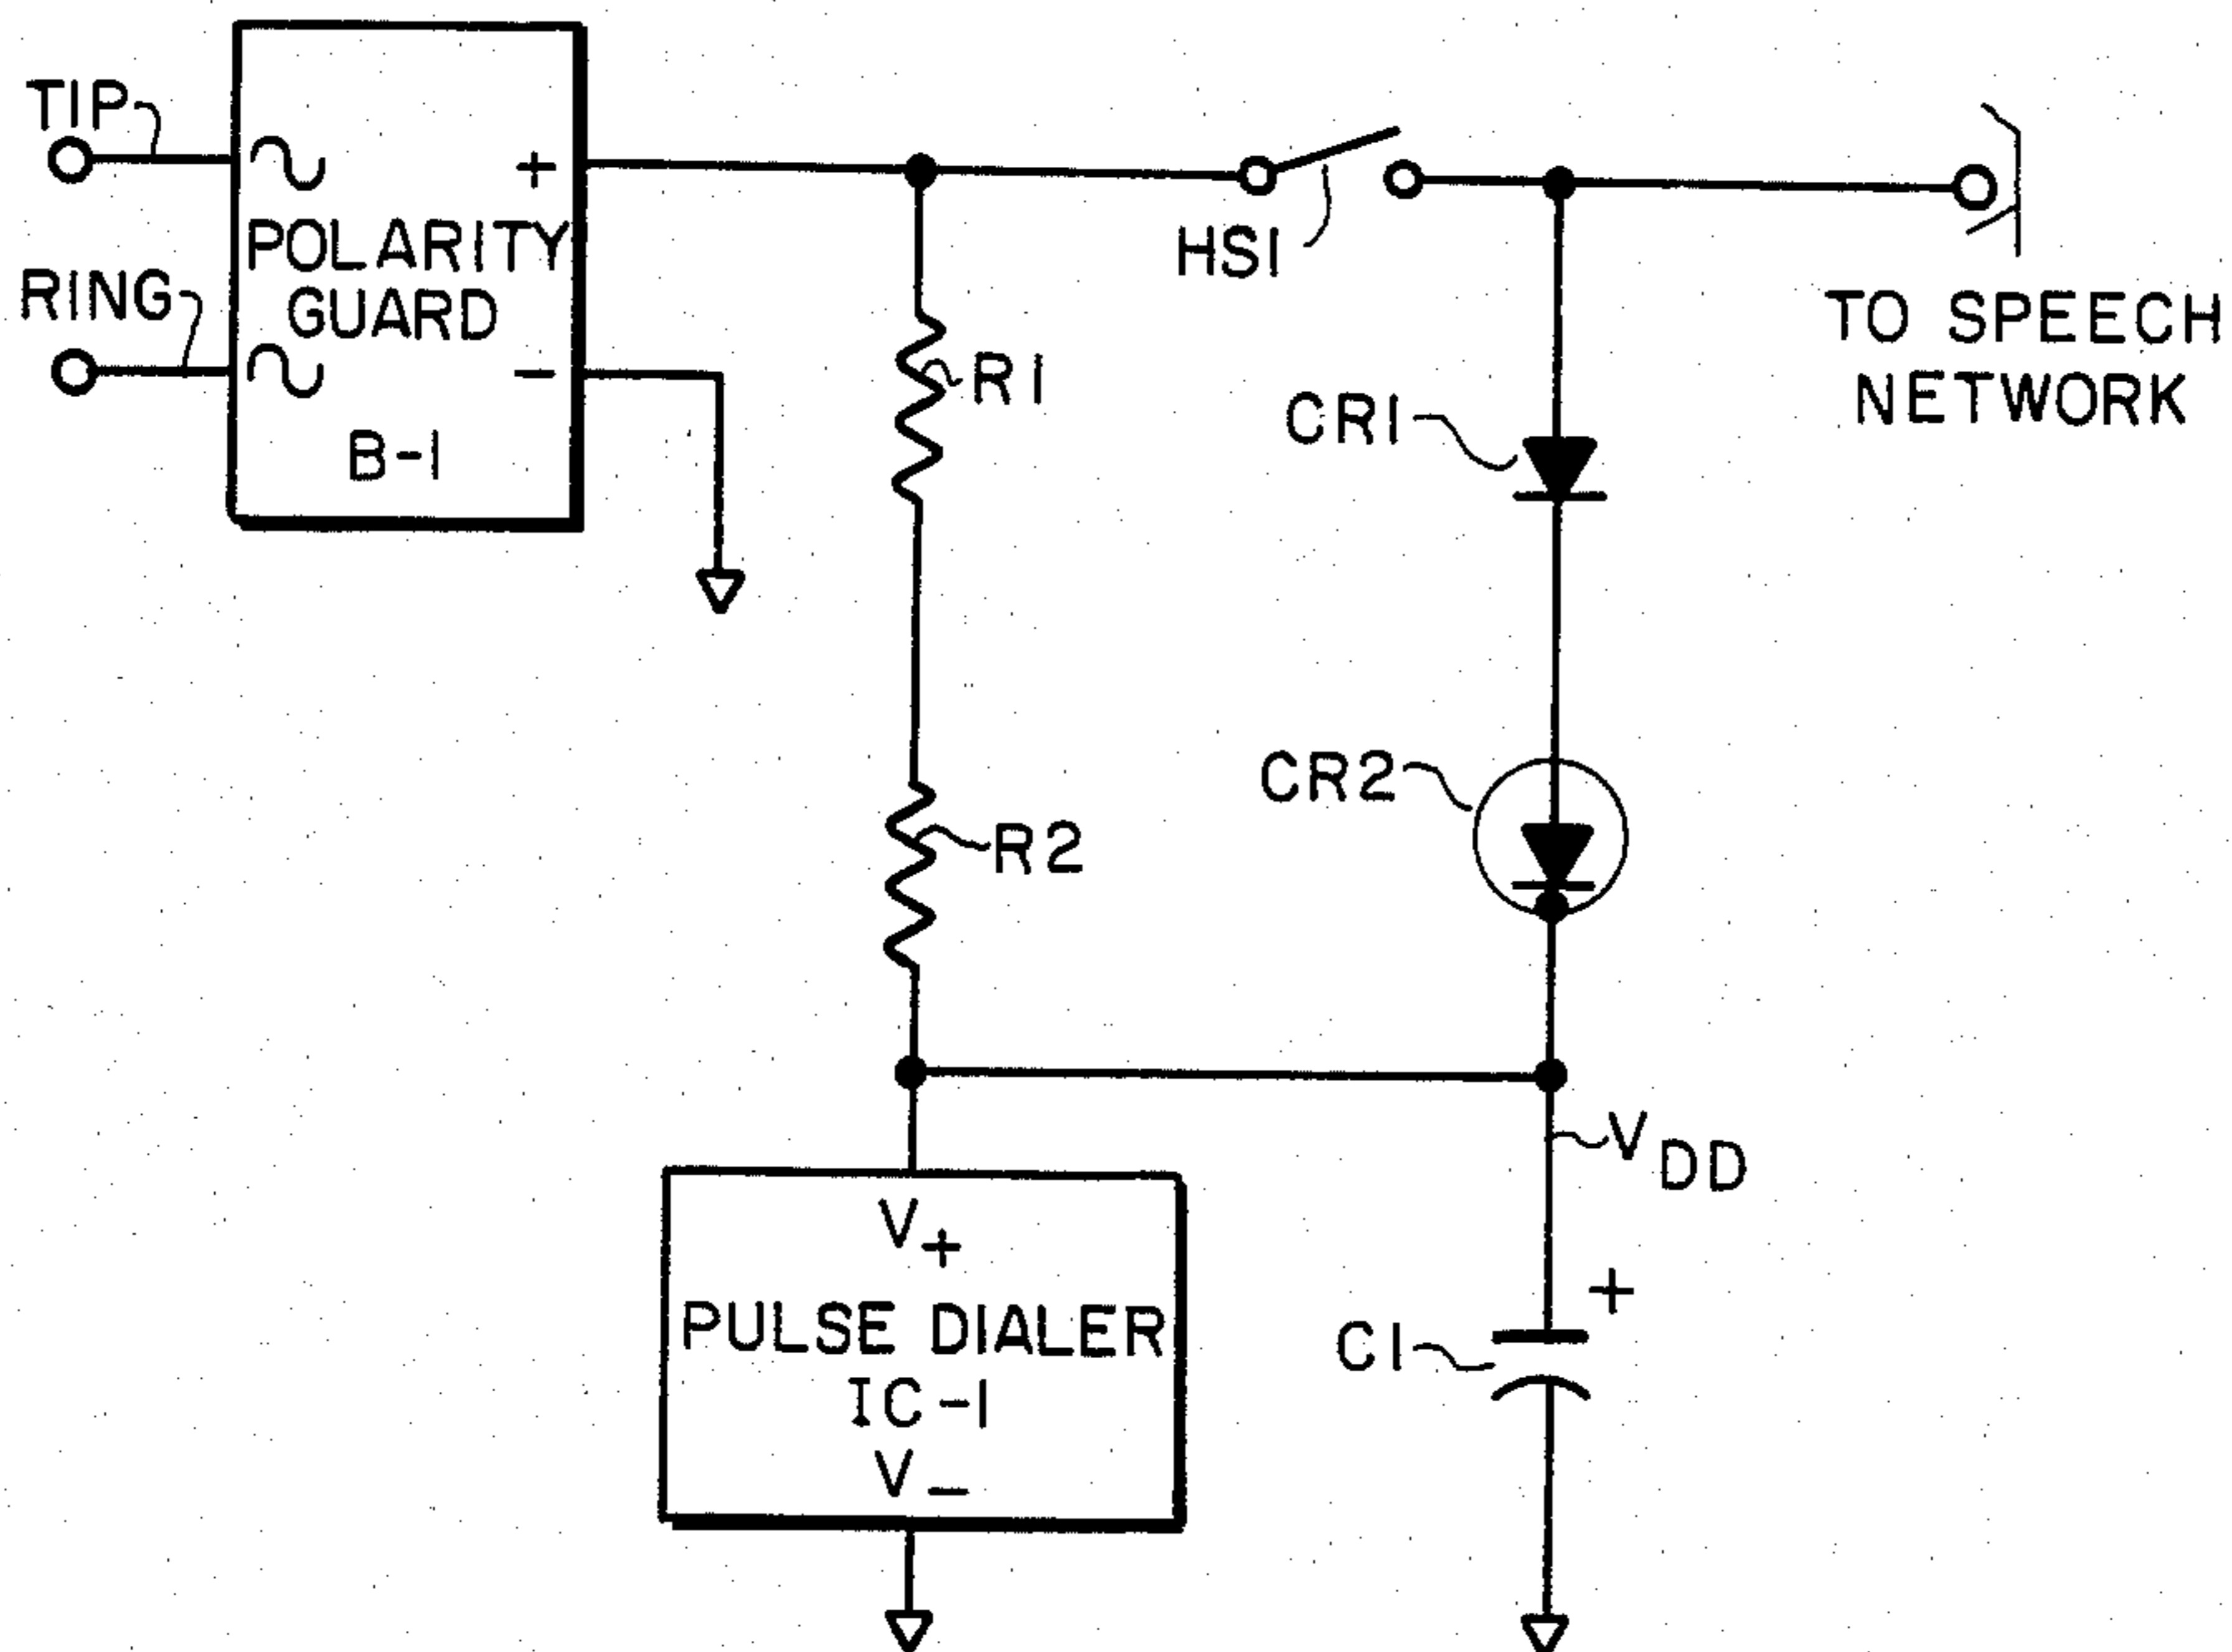 TIP
RING
+
POLARITY
GUARD
−
B-1
R1
HS1
TO SPEECH
NETWORK
CR1
CR2
R2
VDD
V+
PULSE DIALER
IC-1
V−
+
C1